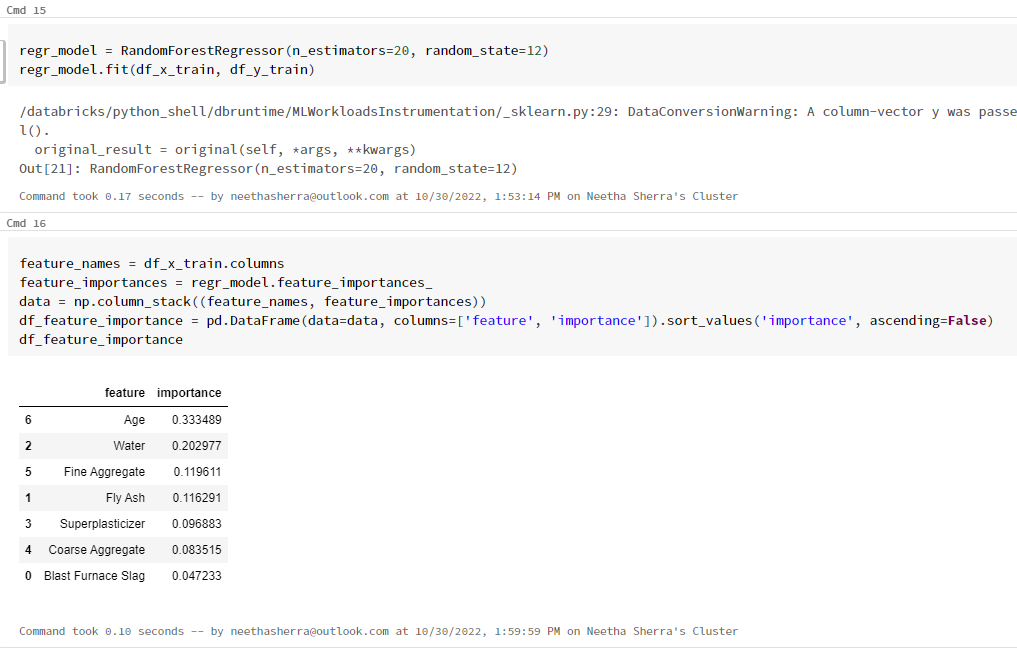 Cmd 15
regr_model = RandomForestRegressor(n_estimators=20, random_state=12)
regr_model.fit(df_x_train, df_y_train)
/databricks/python_shell/dbruntime/MLWorkloadsInstrumentation/_sklearn.py:29: DataConversionWarning: A column-vector y was passe
l().
original_result = original(self, *args, **kwargs)
Out[21]: RandomForestRegressor(n_estimators=20, random_state=12)
Command took 0.17 seconds -- by neethasherra@outlook.com at 10/30/2022, 1:53:14 PM on Neetha Sherra's Cluster
Cmd 16
feature_names = df_x_train.columns
feature_importances = regr_model.feature_importances_
data = np.column_stack((feature_names, feature_importances))
df_feature_importance = pd.DataFrame(data=data, columns=['feature', 'importance']).sort_values('importance', ascending=False)
df_feature_importance
feature importance
6 Age 0.333489
2 Water 0.202977
5 Fine Aggregate 0.119611
1 Fly Ash 0.116291
3 Superplasticizer 0.096883
4 Coarse Aggregate 0.083515
0 Blast Furnace Slag 0.047233
Command took 0.10 seconds -- by neethasherra@outlook.com at 10/30/2022, 1:59:59 PM on Neetha Sherra's Cluster